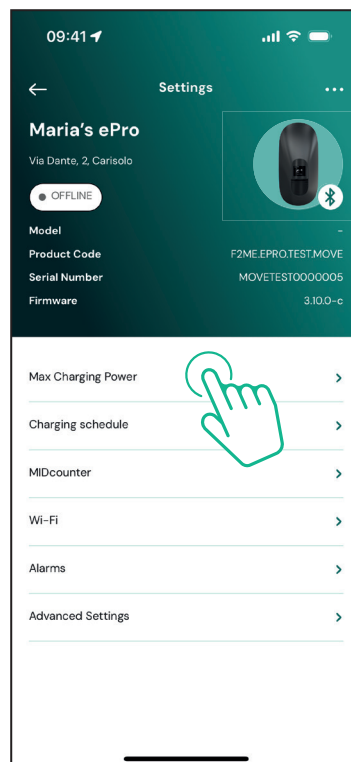 09:41
Settings
Maria's ePro
Via Dante, 2, Carisolo
OFFLINE
Model -
Product Code F2ME.EPRO.TEST.MOVE
Serial Number MOVETEST0000005
Firmware 3.10.0-c
Max Charging Power
Charging schedule
MIDcounter
Wi-Fi
Alarms
Advanced Settings